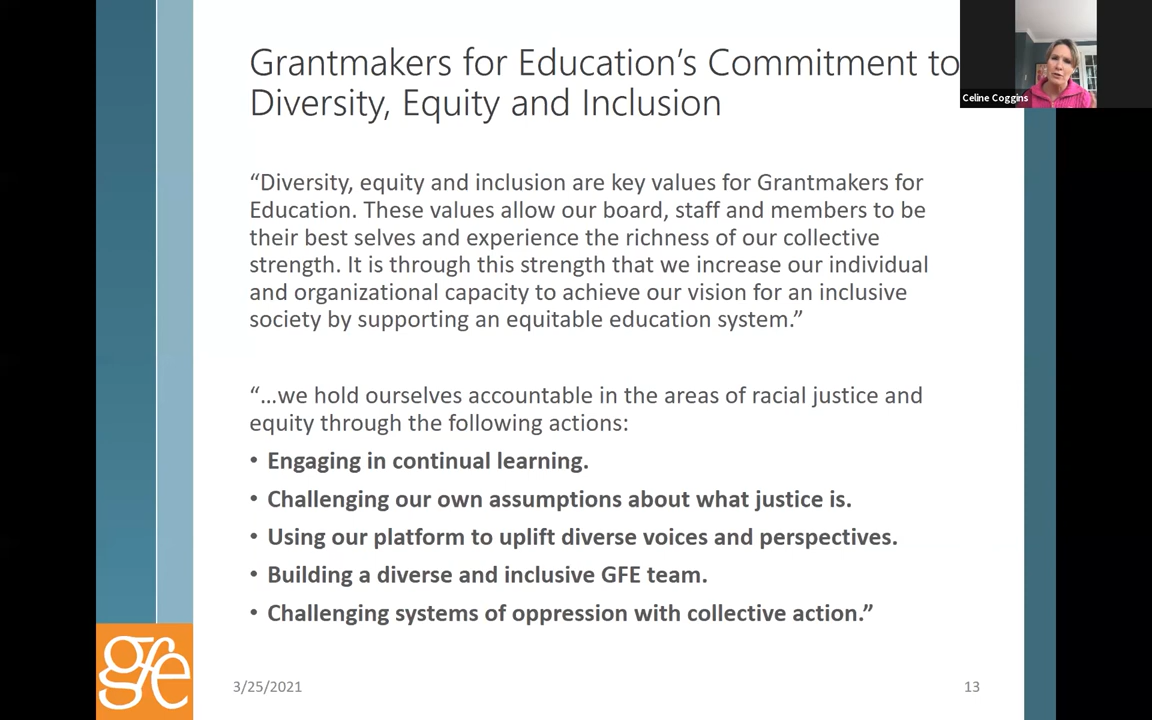 Grantmakers for Education’s Commitment to
Diversity, Equity and Inclusion
Celine Coggins
“Diversity, equity and inclusion are key values for Grantmakers for
Education. These values allow our board, staff and members to be
their best selves and experience the richness of our collective
strength. It is through this strength that we increase our individual
and organizational capacity to achieve our vision for an inclusive
society by supporting an equitable education system.”
“…we hold ourselves accountable in the areas of racial justice and
equity through the following actions:
• Engaging in continual learning.
• Challenging our own assumptions about what justice is.
• Using our platform to uplift diverse voices and perspectives.
• Building a diverse and inclusive GFE team.
• Challenging systems of oppression with collective action.”
gfe
3/25/2021
13